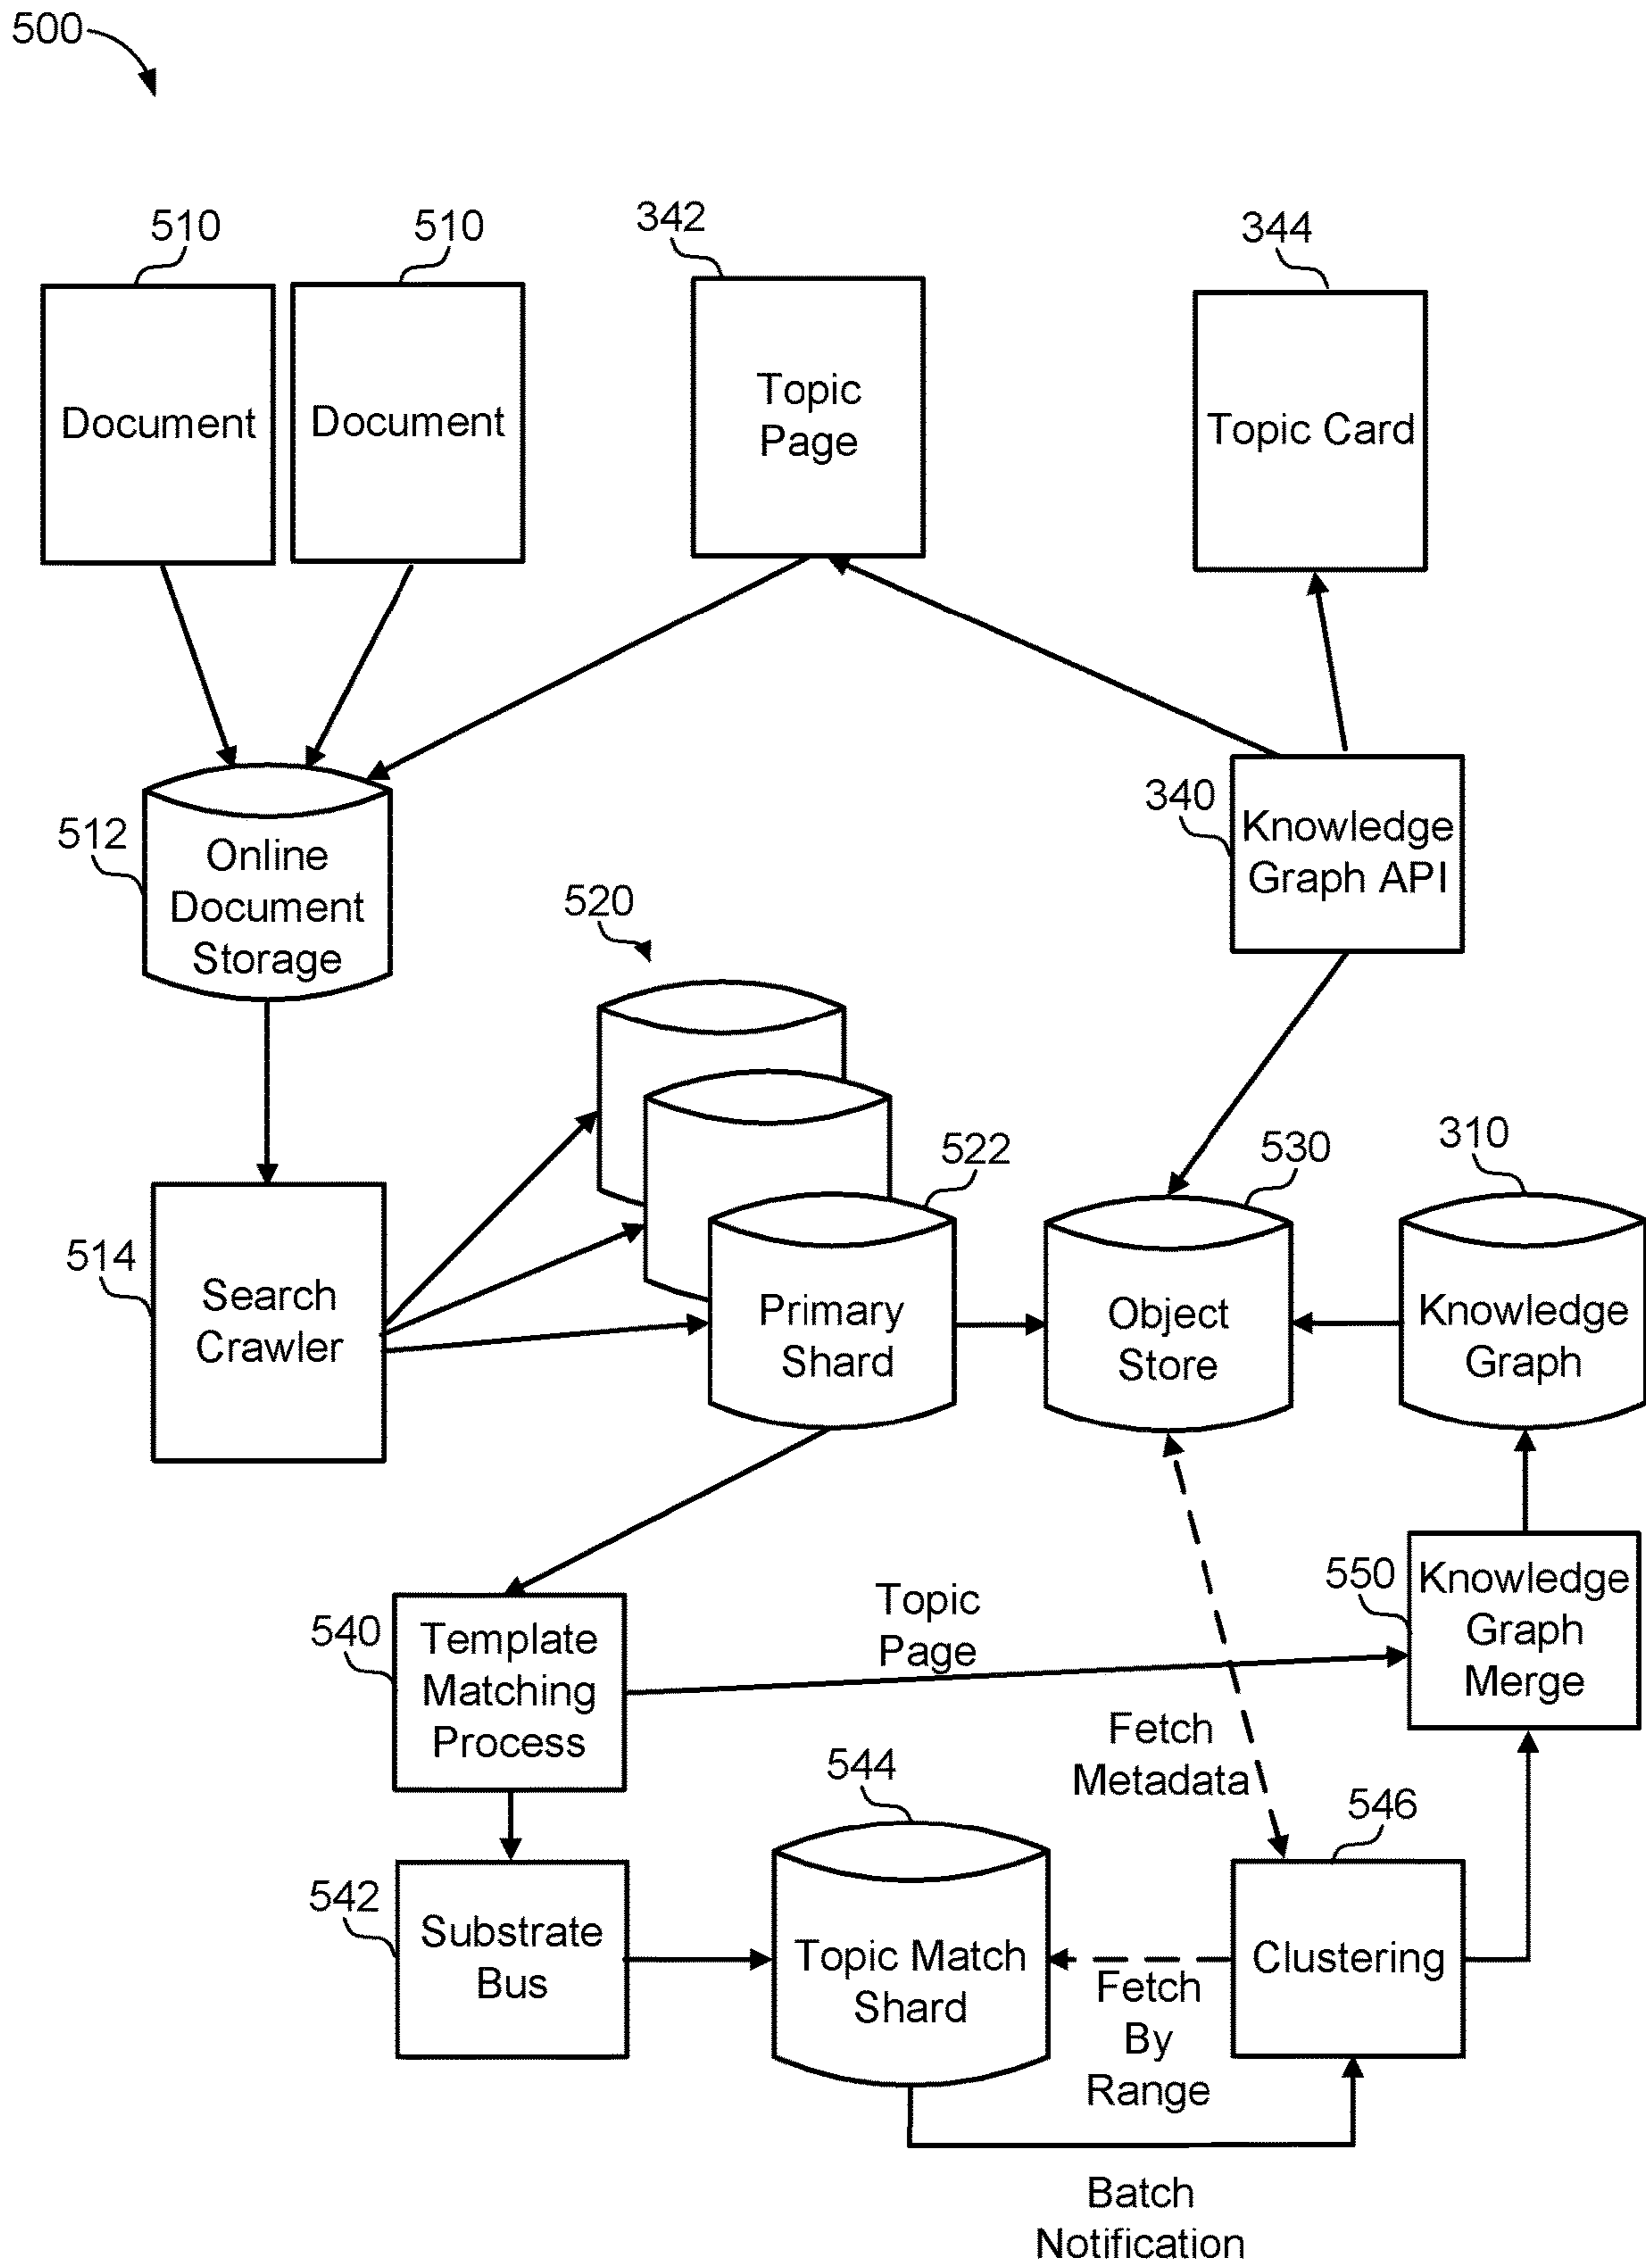 500
510
510
342
344
Document
Document
Topic
Page
Topic Card
512
Online
Document
Storage
340
Knowledge
Graph API
520
522
530
310
514
Search
Crawler
Primary
Shard
Object
Store
Knowledge
Graph
540
Template
Matching
Process
Topic
Page
550
Knowledge
Graph
Merge
Fetch
Metadata
544
546
542
Substrate
Bus
Topic Match
Shard
Fetch
By
Range
Clustering
Batch
Notification